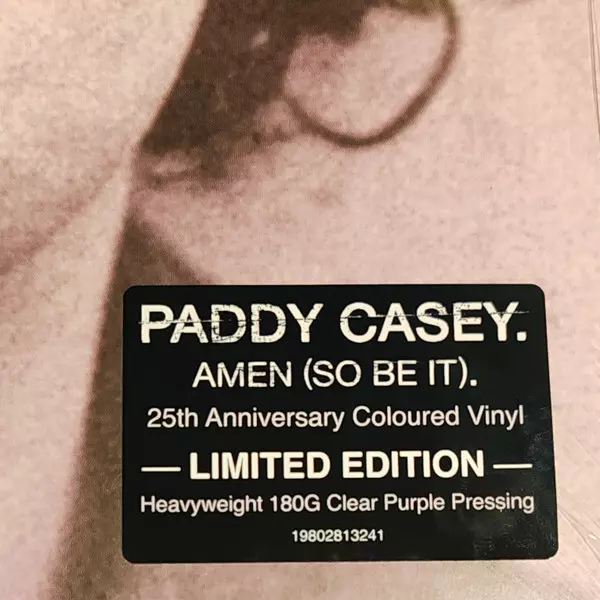 PADDY CASEY.
AMEN (SO BE IT).
25th Anniversary Coloured Vinyl
— LIMITED EDITION —
Heavyweight 180G Clear Purple Pressing
19802813241